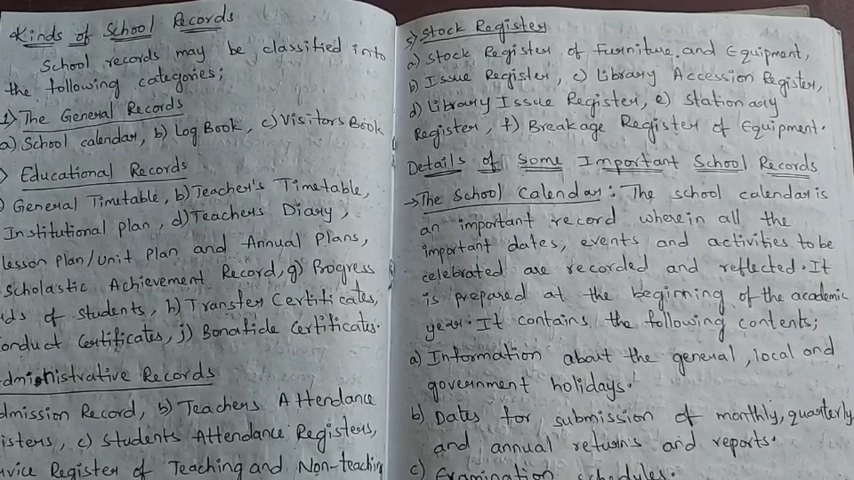 Kinds of School Records
School records may be classified into
the following categories;
1) The General Records
a) School calendar, b) Log Book, c) Visitors Book
) Educational Records
) General Timetable, b) Teacher's Timetable,
Institutional plan, d) Teachers Diary,
lesson plan/unit plan and Annual plans,
Scholastic Achievement Record, g) Progress
ds of students, h) Transfer Certificates,
onduct Certificates, j) Bonafide Certificates.
dministrative Records
dmission Record, b) Teachers Attendance
isters, c) Students Attendance Registers,
vice Register of Teaching and Non-teaching
5) Stock Register
a) Stock Register of Furniture and Equipment,
b) Issue Register, c) Library Accession Register,
d) Library Issue Register, e) Stationary
Register, f) Breakage Register of Equipment.
Details of Some Important School Records
→The School Calendar: The school calendar is
an important record wherein all the
important dates, events and activities to be
celebrated are recorded and reflected. It
is prepared at the beginning of the academic
year. It contains the following contents;
a) Information about the general, local and
government holidays.
b) Dates for submission of monthly, quarterly
and annual returns and reports.
c) Examination schedules.